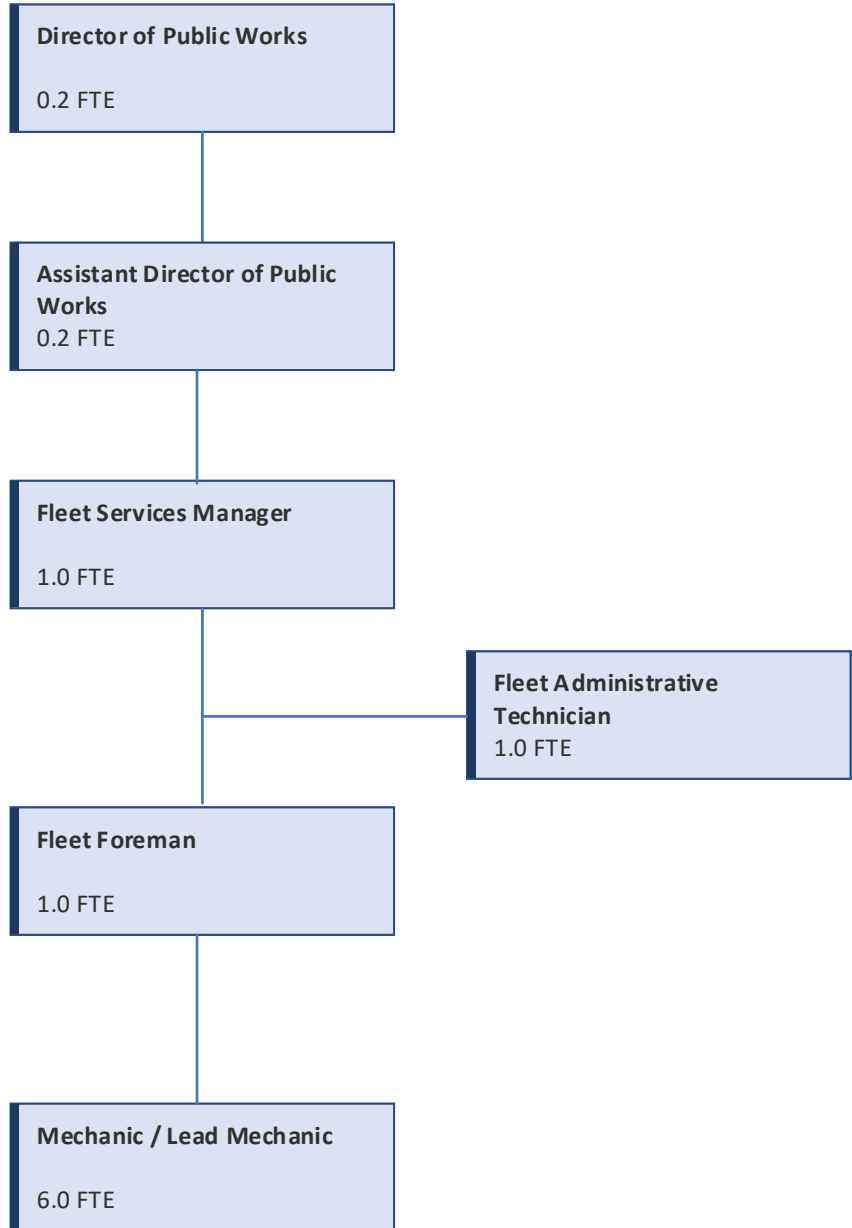 Director of Public Works
0.2 FTE
Assistant Director of Public
Works
0.2 FTE
Fleet Services Manager
1.0 FTE
Fleet Administrative
Technician
1.0 FTE
Fleet Foreman
1.0 FTE
Mechanic / Lead Mechanic
6.0 FTE